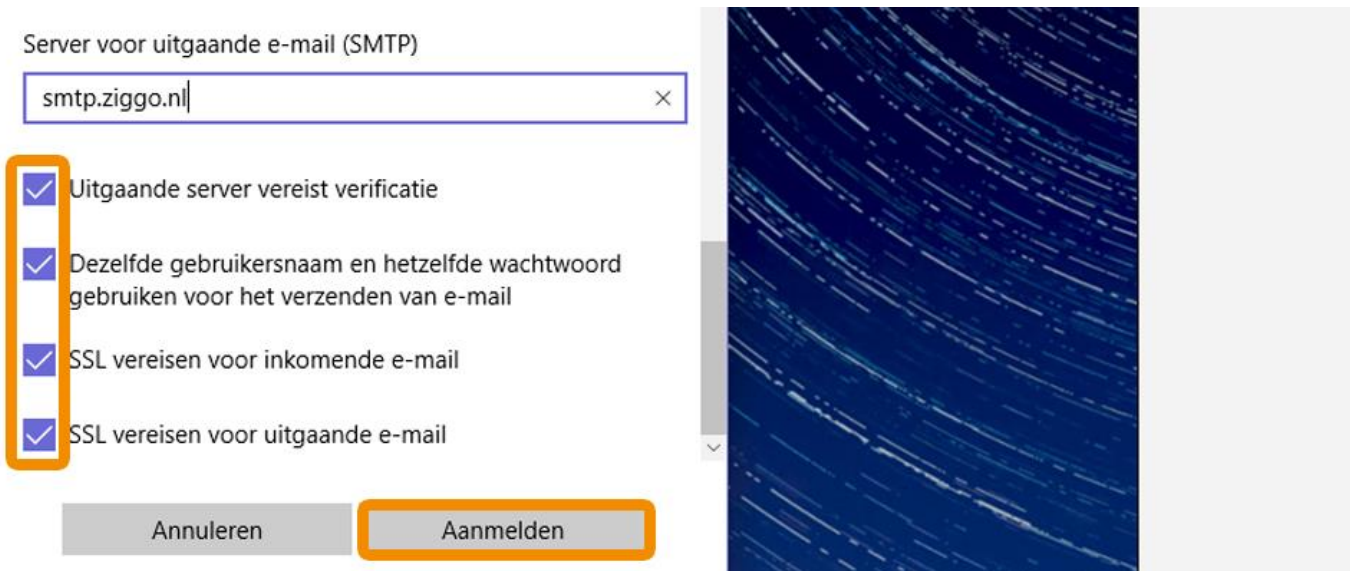 Server voor uitgaande e-mail (SMTP)
smtp.ziggo.nl
Uitgaande server vereist verificatie
Dezelfde gebruikersnaam en hetzelfde wachtwoord
gebruiken voor het verzenden van e-mail
SSL vereisen voor inkomende e-mail
SSL vereisen voor uitgaande e-mail
Annuleren Aanmelden